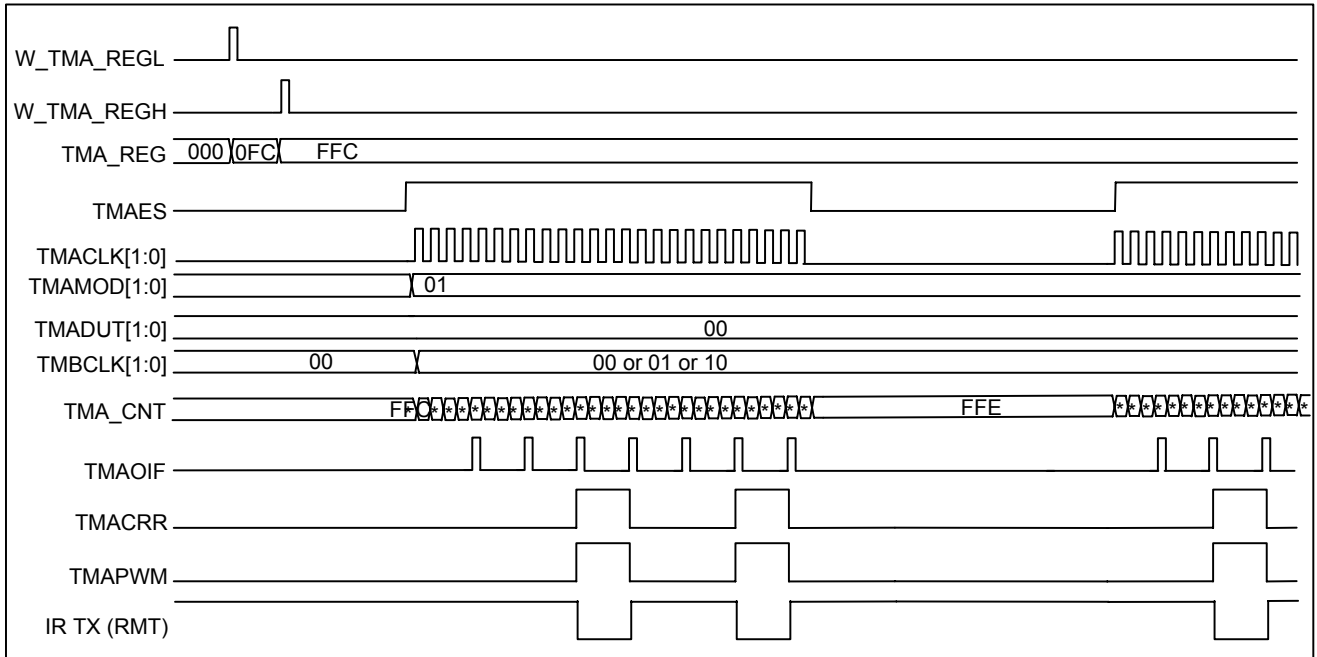 W_TMA_REGL
W_TMA_REGH
TMA_REG 000 0FC FFC
TMAES
TMACLK[1:0]
TMAMOD[1:0] 01
TMADUT[1:0] 00
TMBCLK[1:0] 00 00 or 01 or 10
TMA_CNT FFE
TMAOIF
TMACRR
TMAPWM
IR TX (RMT)